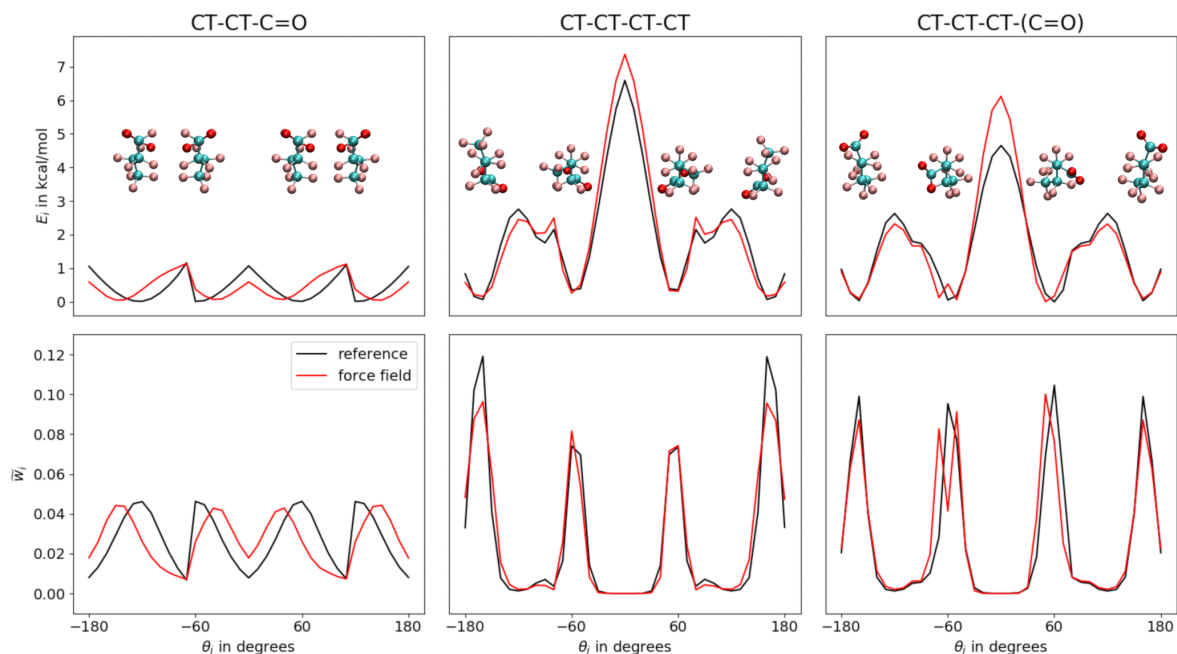 CT-CT-C=O CT-CT-CT-CT CT-CT-CT-(C=O)
E_i in kcal/mol
7
6
5
4
3
2
1
0
w̃_i
0.12
0.10
0.08
0.06
0.04
0.02
0.00
reference
force field
−180 −60 60 180 −180 −60 60 180 −180 −60 60 180
θ_i in degrees θ_i in degrees θ_i in degrees